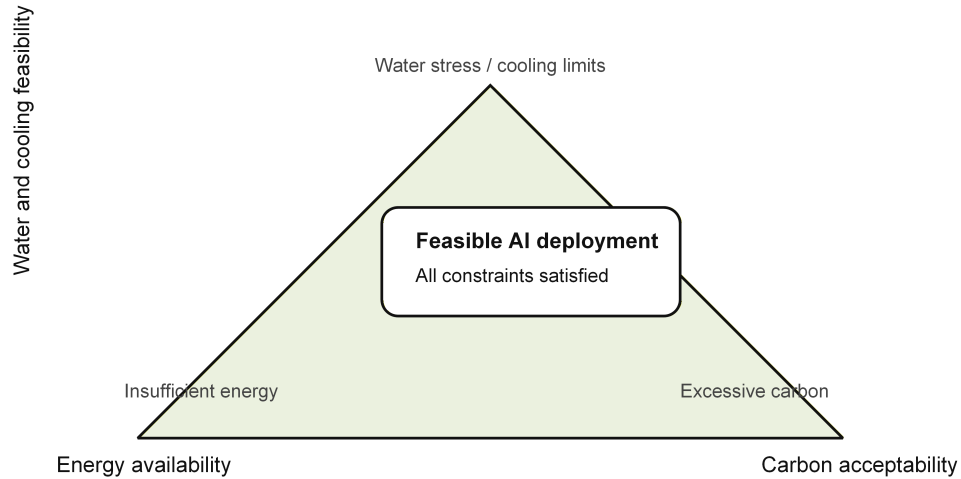 Water and cooling feasibility
Water stress / cooling limits
Feasible AI deployment
All constraints satisfied
Insufficient energy
Excessive carbon
Energy availability
Carbon acceptability